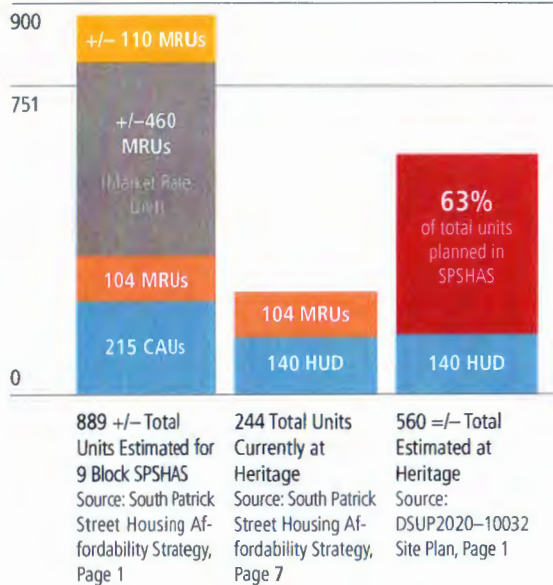 900
751
0
+/– 110 MRUs
+/–460
MRUs
(Market Rate
Unit)
104 MRUs
215 CAUs
104 MRUs
140 HUD
63%
of total units
planned in
SPSHAS
140 HUD
889 +/– Total
Units Estimated for
9 Block SPSHAS
Source: South Patrick
Street Housing Af-
fordability Strategy,
Page 1
244 Total Units
Currently at
Heritage
Source: South Patrick
Street Housing Af-
fordability Strategy,
Page 7
560 =/– Total
Estimated at
Heritage
Source:
DSUP2020–10032
Site Plan, Page 1